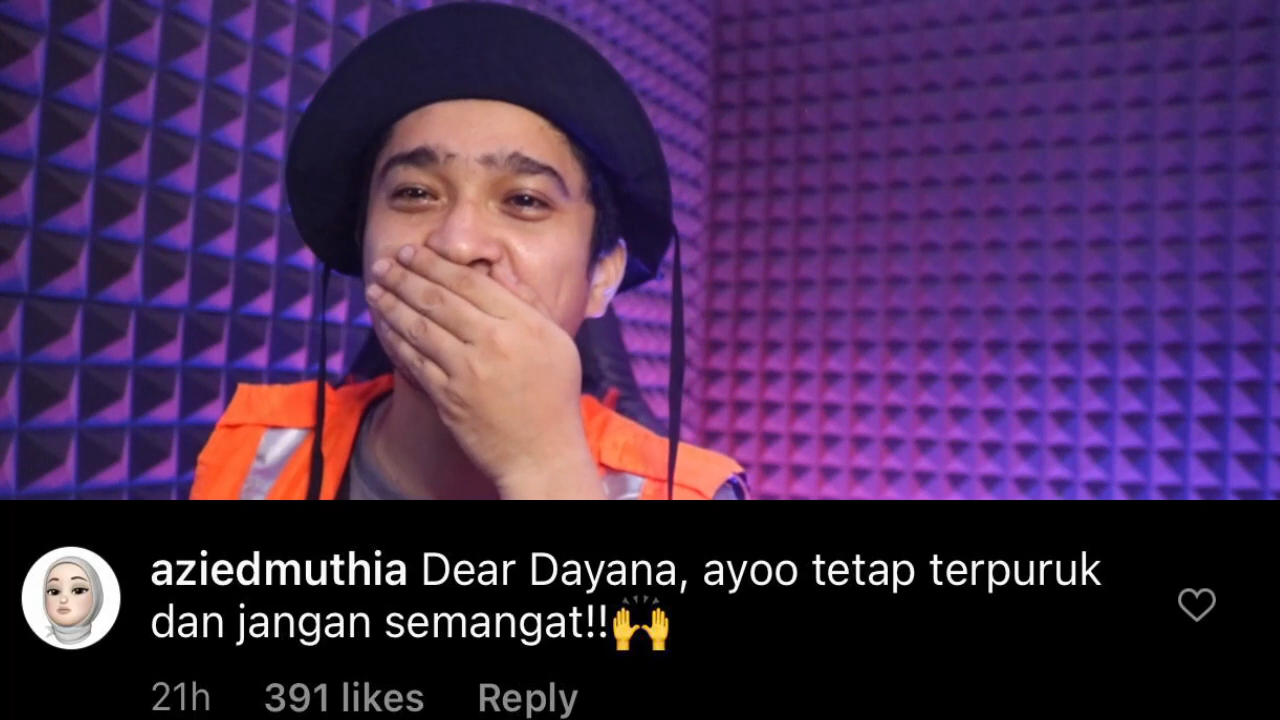 aziedmuthia Dear Dayana, ayoo tetap terpuruk
dan jangan semangat!!🙌
21h 391 likes Reply